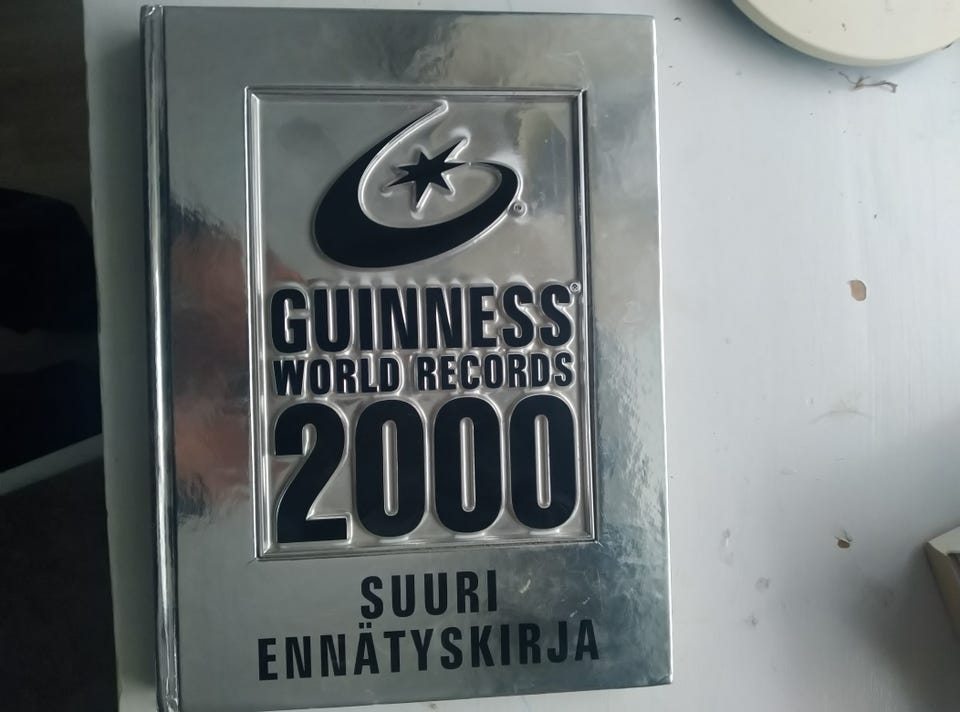 GUINNESS®
WORLD RECORDS
2000
SUURI
ENNÄTYSKIRJA